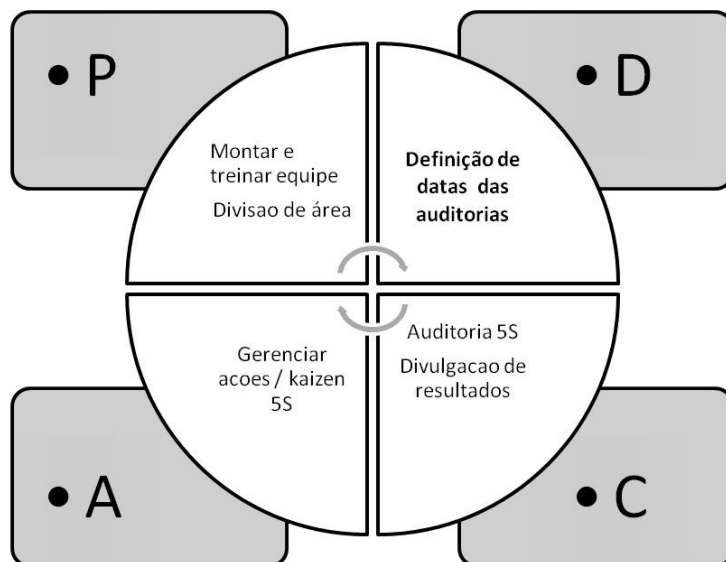 • P
• D
Montar e
treinar equipe
Divisao de área
Definição de
datas das
auditorias
Gerenciar
acoes / kaizen
5S
Auditoria 5S
Divulgacao de
resultados
• A
• C